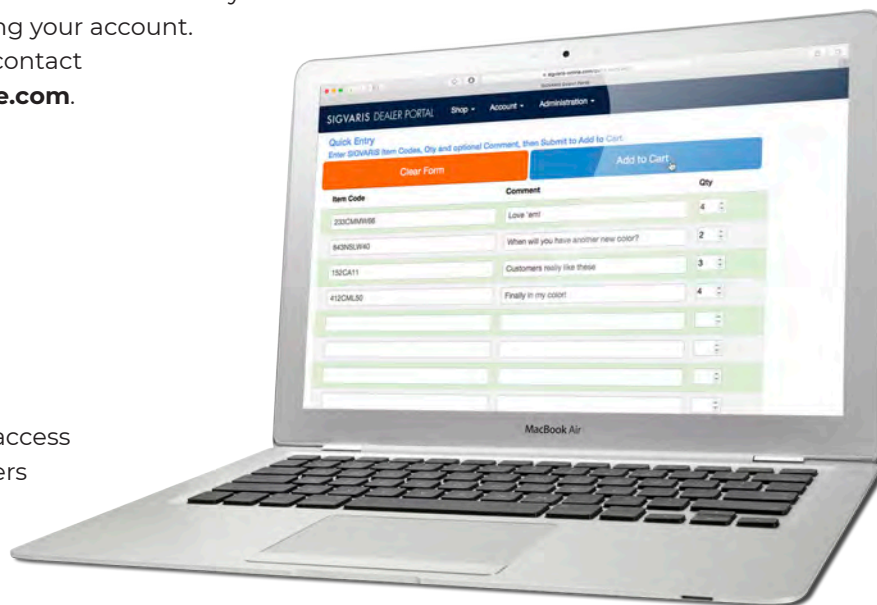 ng your account.
contact
e.com.
SIGVARIS DEALER PORTAL Shop Account Administration
Quick Entry
Enter SIGVARIS Item Codes, Qty and optional Comment, then Submit to Add to Cart.
Clear Form
Add to Cart
Item Code Comment Qty
233CMMW88 Love 'em! 4
843NSLW40 When will you have another new color? 2
152CA11 Customers really like these 3
412CML50 Finally in my color! 4
MacBook Air
access
ers